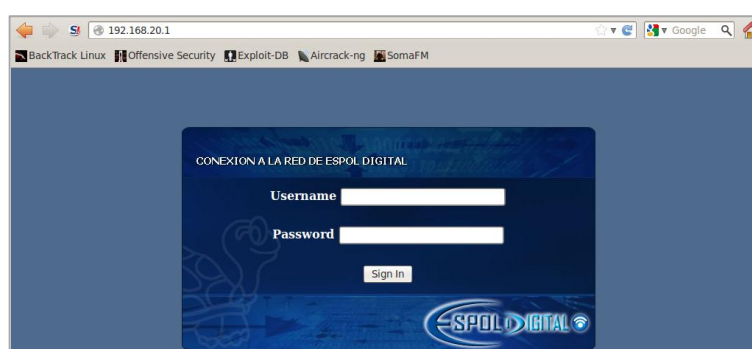 192.168.20.1
Google
BackTrack Linux Offensive Security Exploit-DB Aircrack-ng SomaFM
CONEXION A LA RED DE ESPOL DIGITAL
Username
Password
Sign In
ESPOL DIGITAL